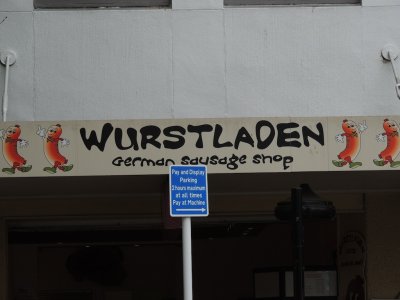 WURSTLADEN
German sausage shop
Pay and Display
Parking
2 hours maximum
at all times
Pay at Machine